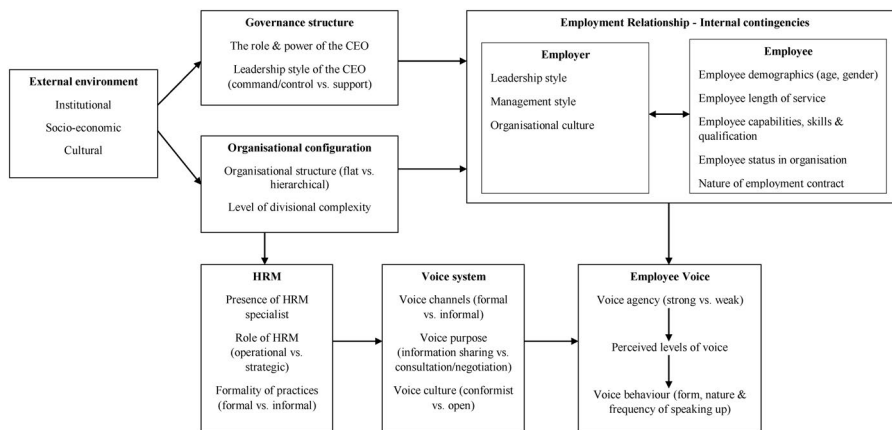 External environment
Institutional
Socio-economic
Cultural
Governance structure
The role & power of the CEO
Leadership style of the CEO
(command/control vs. support)
Organisational configuration
Organisational structure (flat vs.
hierarchical)
Level of divisional complexity
Employment Relationship - Internal contingencies
Employer
Leadership style
Management style
Organisational culture
Employee
Employee demographics (age, gender)
Employee length of service
Employee capabilities, skills &
qualification
Employee status in organisation
Nature of employment contract
HRM
Presence of HRM
specialist
Role of HRM
(operational vs.
strategic)
Formality of practices
(formal vs. informal)
Voice system
Voice channels (formal
vs. informal)
Voice purpose
(information sharing vs.
consultation/negotiation)
Voice culture (conformist
vs. open)
Employee Voice
Voice agency (strong vs. weak)
Perceived levels of voice
Voice behaviour (form, nature &
frequency of speaking up)